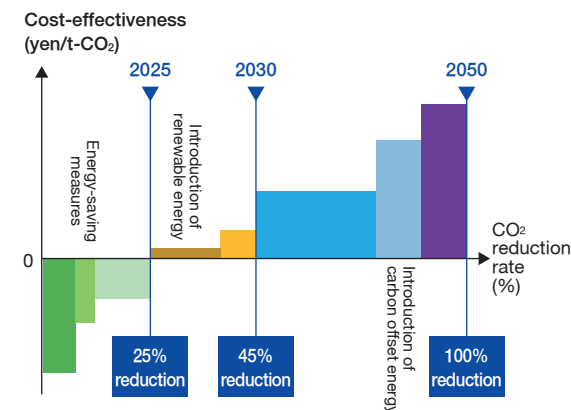 Cost-effectiveness
(yen/t-CO₂)
2025
2030
2050
Energy-saving
measures
Introduction of
renewable energy
0
CO₂
reduction
rate
(%)
Introduction of
carbon offset energy
25%
reduction
45%
reduction
100%
reduction